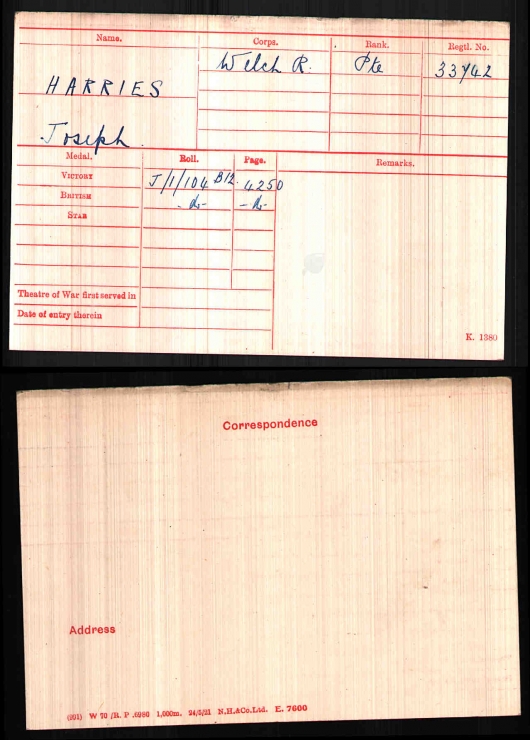 Name. Corps. Rank. Regtl. No.
Welch R. Pte 33742
HARRIES
Joseph.
Medal. Roll. Page. Remarks.
VICTORY J/1/104 B12. 4250
BRITISH -do- -do-
STAR
Theatre of War first served in
Date of entry therein
K. 1380
Correspondence
Address
(991) W 70 /R. P .6980 1,000m. 24/5/21 N.H.&Co.Ltd. E. 7600